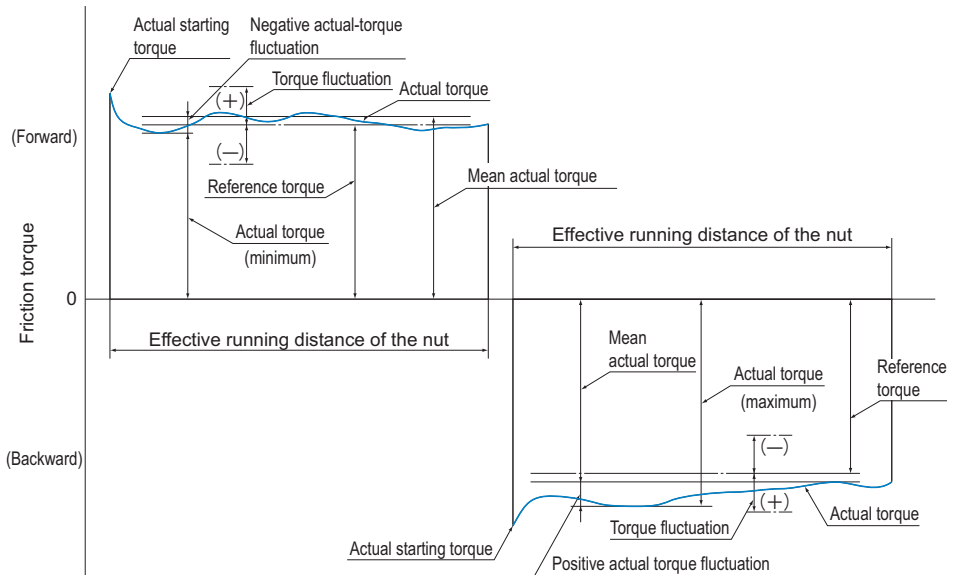 Actual starting
torque
Negative actual-torque
fluctuation
Torque fluctuation
Actual torque
(+)
(Forward)
(−)
Reference torque
Mean actual torque
Actual torque
(minimum)
Effective running distance of the nut
Friction torque
0
Effective running distance of the nut
Mean
actual torque
Actual torque
(maximum)
Reference
torque
(Backward)
(−)
(+)
Actual torque
Torque fluctuation
Actual starting torque
Positive actual torque fluctuation